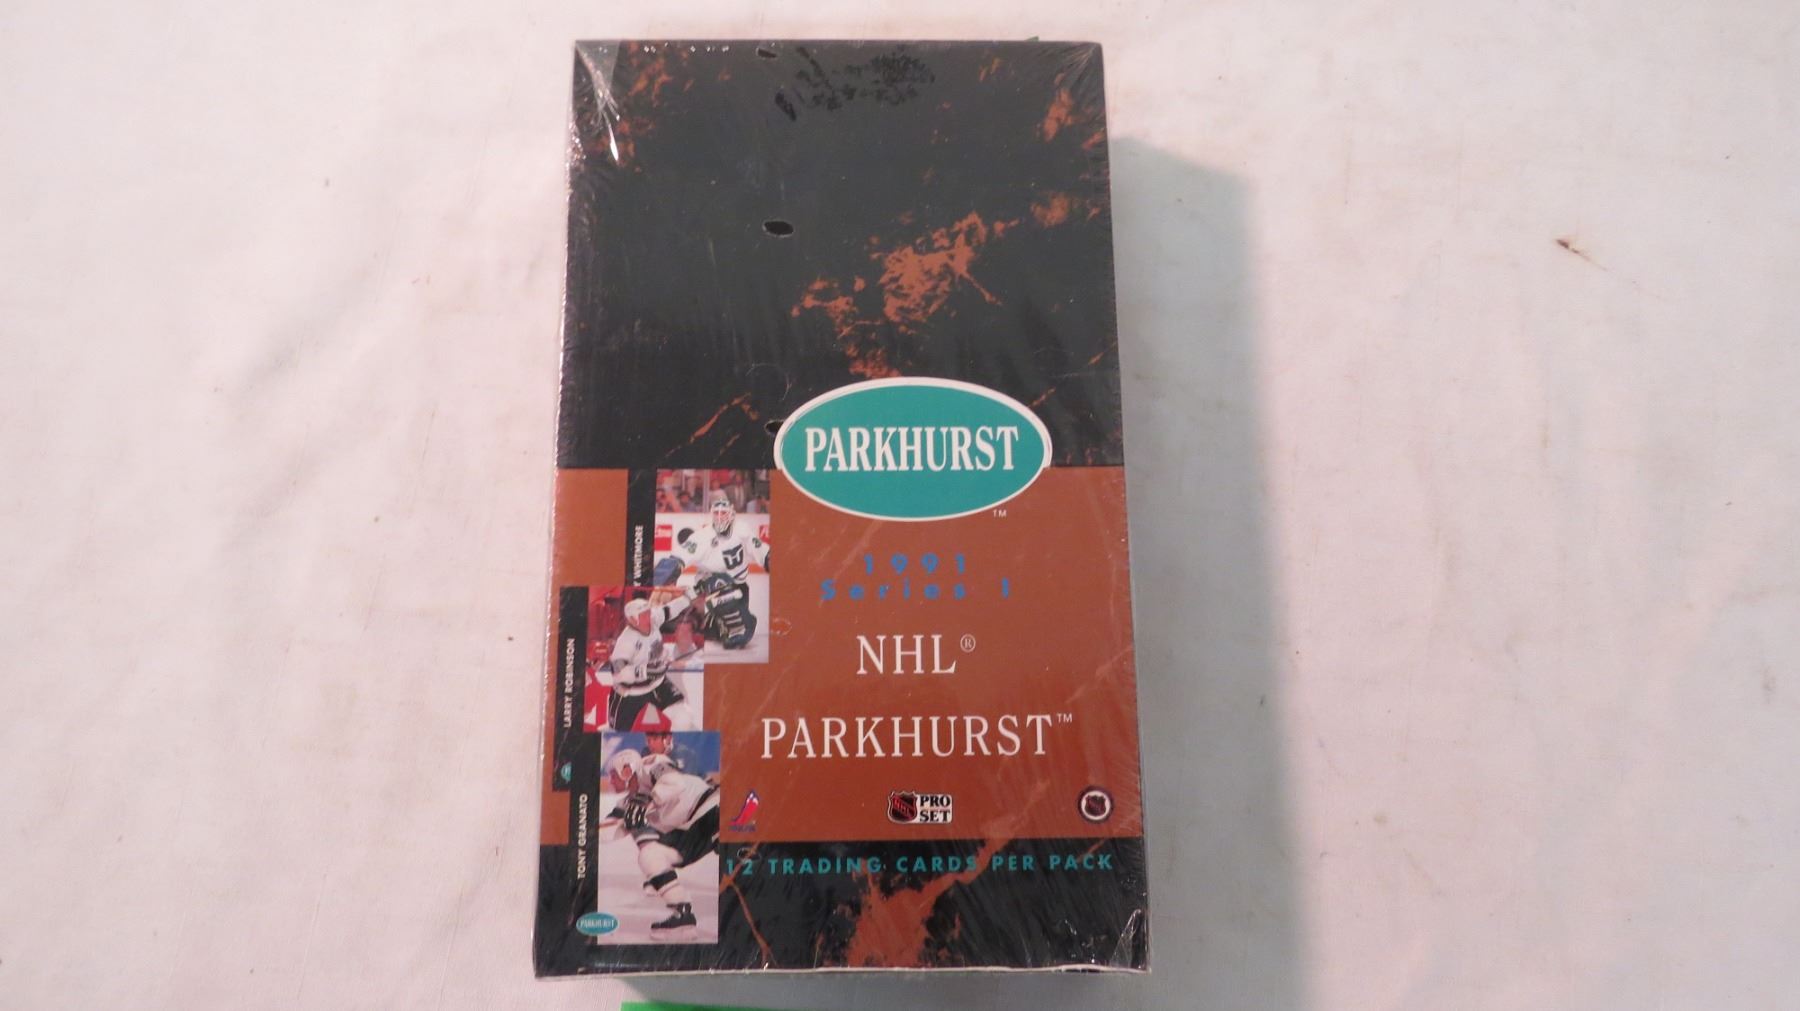 PARKHURST
TM
1991
Series I
NHL®
PARKHURST™
NHL
PRO
SET
12 TRADING CARDS PER PACK
WHITMORE
LARRY ROBINSON
TONY GRANATO
PARKHURST